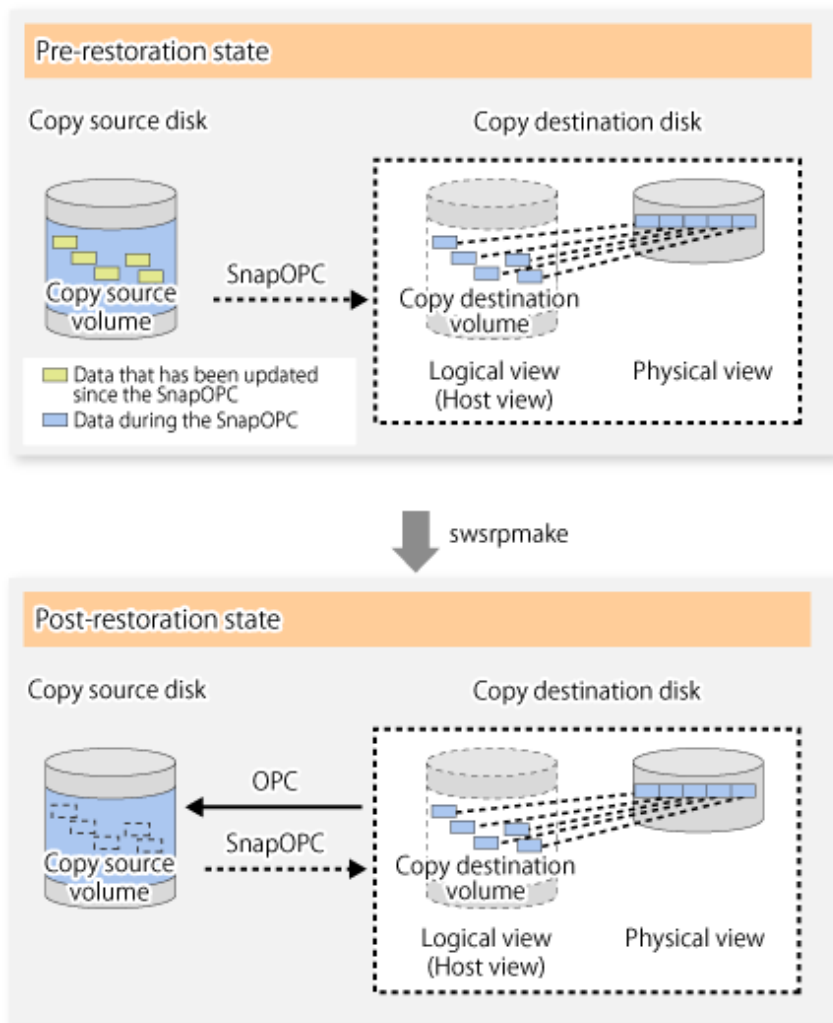 Pre-restoration state
Copy source disk
Copy destination disk
SnapOPC
Copy source
volume
Copy destination
volume
Logical view
(Host view)
Physical view
Data that has been updated
since the SnapOPC
Data during the SnapOPC
swsrpmake
Post-restoration state
Copy source disk
Copy destination disk
OPC
SnapOPC
Copy source
volume
Copy destination
volume
Logical view
(Host view)
Physical view